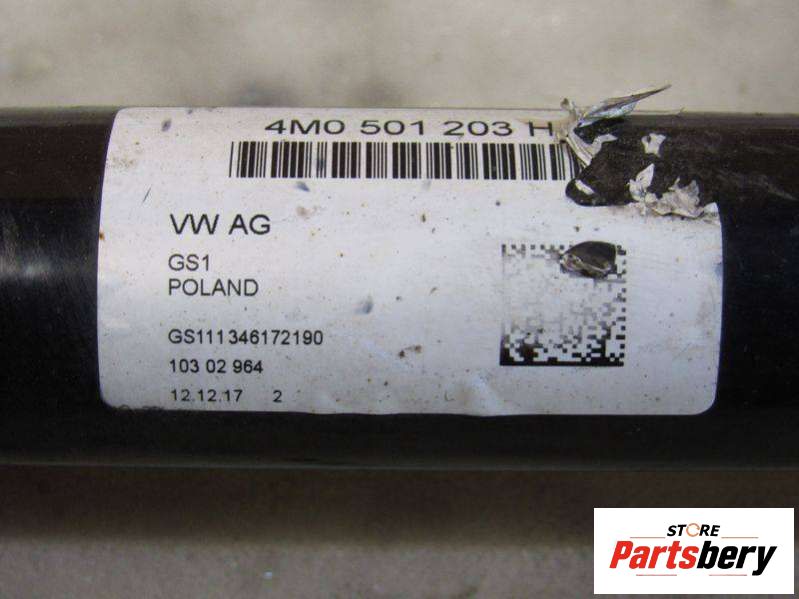 4M0 501 203 H
VW AG
GS1
POLAND
GS111346172190
103 02 964
12.12.17 2
STORE
Partsbery